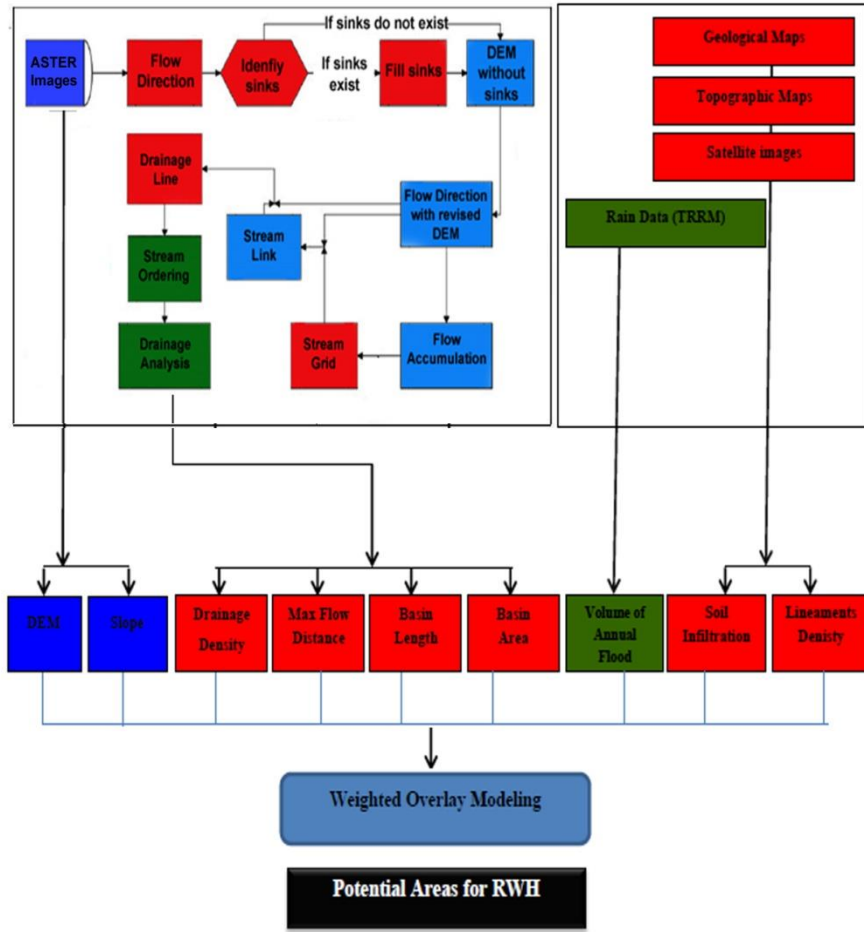 If sinks do not exist
ASTER
Images
Flow
Direction
Idenfiy
sinks
If sinks
exist
Fill sinks
DEM
without
sinks
Geological Maps
Topographic Maps
Satellite images
Rain Data (TRRM)
Drainage
Line
Stream
Ordering
Drainage
Analysis
Stream
Link
Flow Direction
with revised
DEM
Stream
Grid
Flow
Accumulation
DEM
Slope
Drainage
Density
Max Flow
Distance
Basin
Length
Basin
Area
Volume of
Annual
Flood
Soil
Infiltration
Lineaments
Denisty
Weighted Overlay Modeling
Potential Areas for RWH